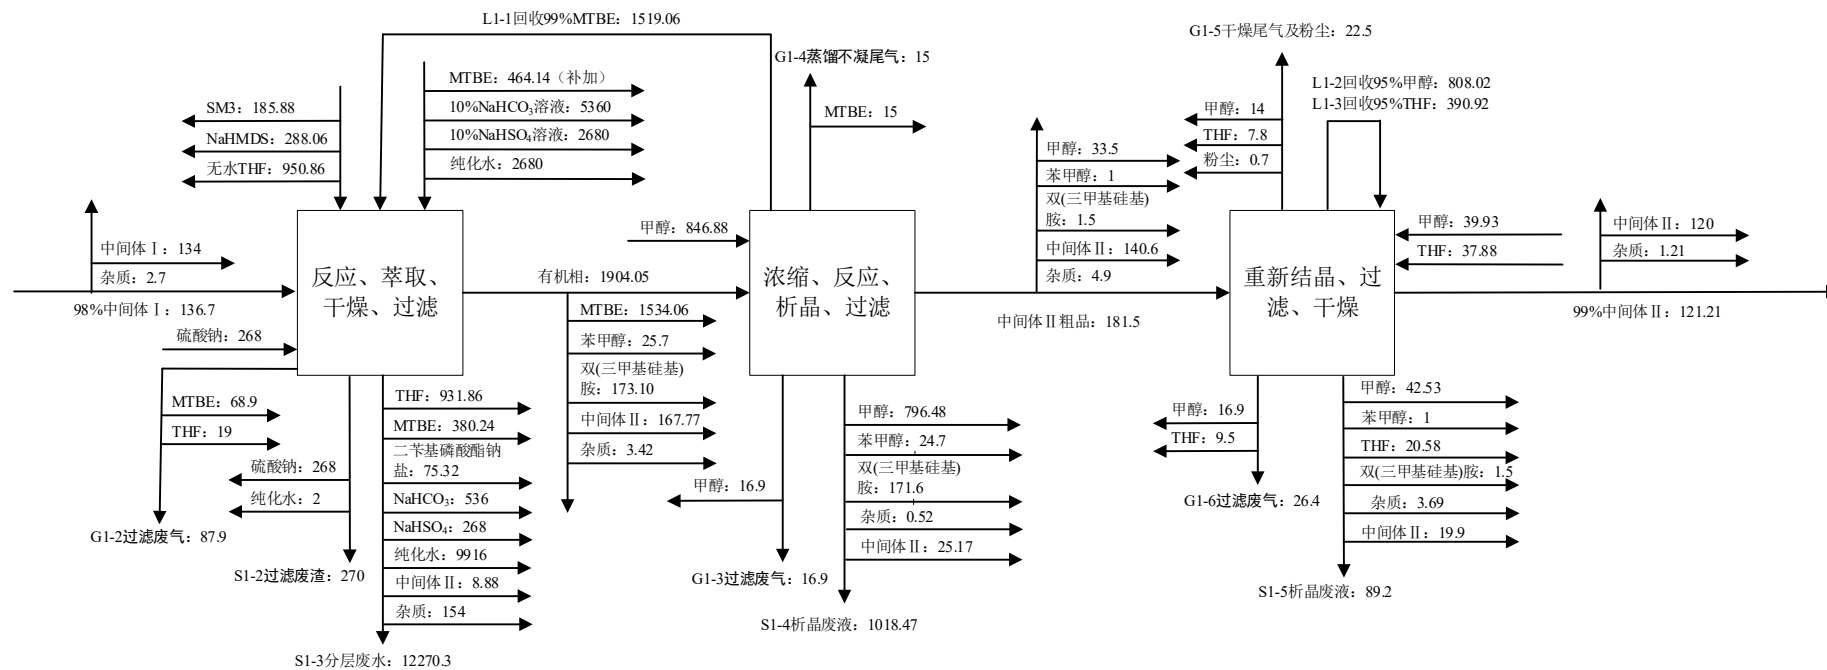 L1-1回收99%MTBE：1519.06
G1-4蒸馏不凝尾气：15
MTBE：15
G1-5干燥尾气及粉尘：22.5
L1-2回收95%甲醇：808.02
L1-3回收95%THF：390.92
甲醇：14
THF：7.8
粉尘：0.7
SM3：185.88
NaHMDS：288.06
无水THF：950.86
MTBE：464.14（补加）
10%NaHCO₃溶液：5360
10%NaHSO₄溶液：2680
纯化水：2680
中间体Ⅰ：134
杂质：2.7
98%中间体Ⅰ：136.7
硫酸钠：268
反应、萃取、
干燥、过滤
有机相：1904.05
MTBE：1534.06
苯甲醇：25.7
双(三甲基硅基)
胺：173.10
中间体Ⅱ：167.77
杂质：3.42
甲醇：846.88
浓缩、反应、
析晶、过滤
甲醇：33.5
苯甲醇：1
双(三甲基硅基)
胺：1.5
中间体Ⅱ：140.6
杂质：4.9
中间体Ⅱ粗品：181.5
重新结晶、过
滤、干燥
甲醇：39.93
THF：37.88
中间体Ⅱ：120
杂质：1.21
99%中间体Ⅱ：121.21
MTBE：68.9
THF：19
G1-2过滤废气：87.9
硫酸钠：268
纯化水：2
S1-2过滤废渣：270
THF：931.86
MTBE：380.24
二苄基磷酸酯钠
盐：75.32
NaHCO₃：536
NaHSO₄：268
纯化水：9916
中间体Ⅱ：8.88
杂质：154
S1-3分层废水：12270.3
甲醇：16.9
G1-3过滤废气：16.9
甲醇：796.48
苯甲醇：24.7
双(三甲基硅基)
胺：171.6
杂质：0.52
中间体Ⅱ：25.17
S1-4析晶废液：1018.47
甲醇：16.9
THF：9.5
G1-6过滤废气：26.4
甲醇：42.53
苯甲醇：1
THF：20.58
双(三甲基硅基)胺：1.5
杂质：3.69
中间体Ⅱ：19.9
S1-5析晶废液：89.2